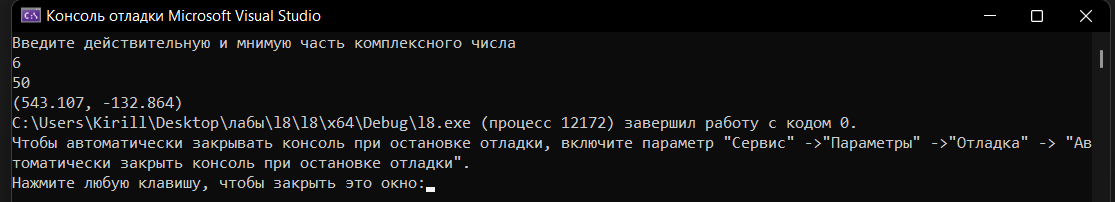 Консоль отладки Microsoft Visual Studio
Введите действительную и мнимую часть комплексного числа
6
50
(543.107, -132.864)
C:\Users\Kirill\Desktop\лабы\l8\l8\x64\Debug\l8.exe (процесс 12172) завершил работу с кодом 0.
Чтобы автоматически закрывать консоль при остановке отладки, включите параметр "Сервис" ->"Параметры" ->"Отладка" -> "Ав
томатически закрыть консоль при остановке отладки".
Нажмите любую клавишу, чтобы закрыть это окно: